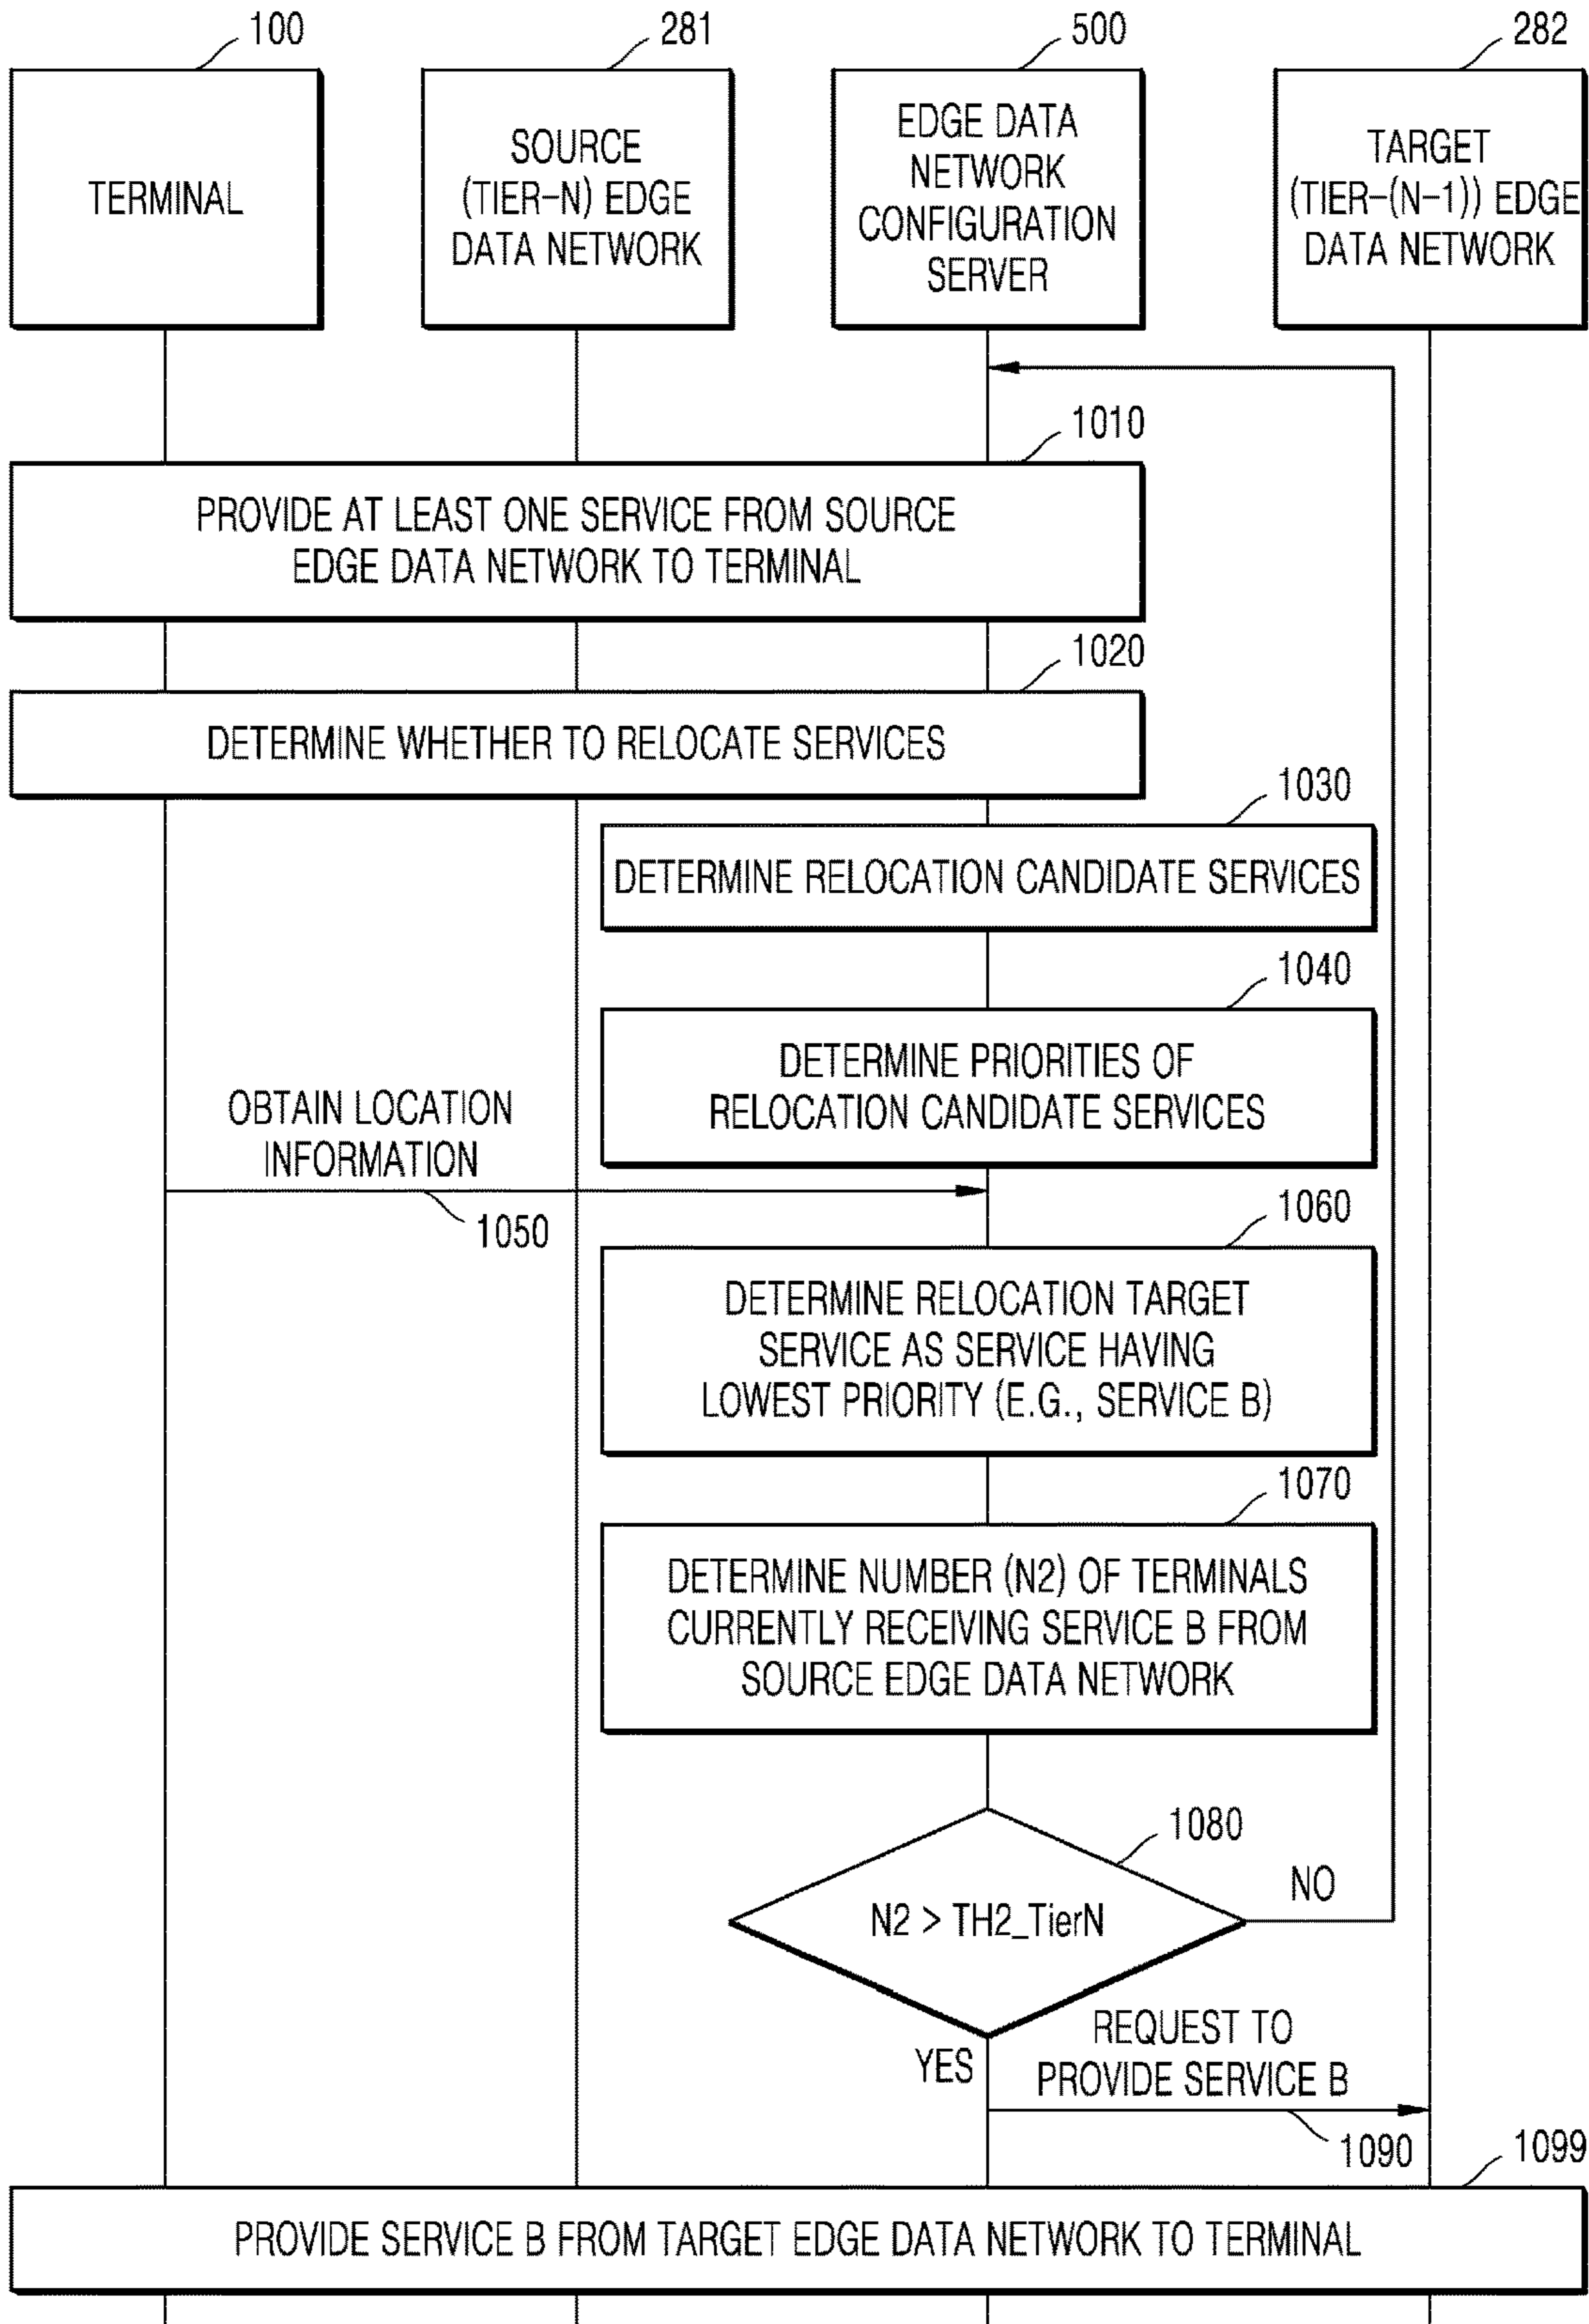 100
281
500
282
TERMINAL
SOURCE
(TIER-N) EDGE
DATA NETWORK
EDGE DATA
NETWORK
CONFIGURATION
SERVER
TARGET
(TIER-(N-1)) EDGE
DATA NETWORK
1010
PROVIDE AT LEAST ONE SERVICE FROM SOURCE
EDGE DATA NETWORK TO TERMINAL
1020
DETERMINE WHETHER TO RELOCATE SERVICES
1030
DETERMINE RELOCATION CANDIDATE SERVICES
1040
DETERMINE PRIORITIES OF
RELOCATION CANDIDATE SERVICES
OBTAIN LOCATION
INFORMATION
1050
1060
DETERMINE RELOCATION TARGET
SERVICE AS SERVICE HAVING
LOWEST PRIORITY (E.G., SERVICE B)
1070
DETERMINE NUMBER (N2) OF TERMINALS
CURRENTLY RECEIVING SERVICE B FROM
SOURCE EDGE DATA NETWORK
1080
N2 > TH2_TierN
NO
YES
REQUEST TO
PROVIDE SERVICE B
1090
1099
PROVIDE SERVICE B FROM TARGET EDGE DATA NETWORK TO TERMINAL